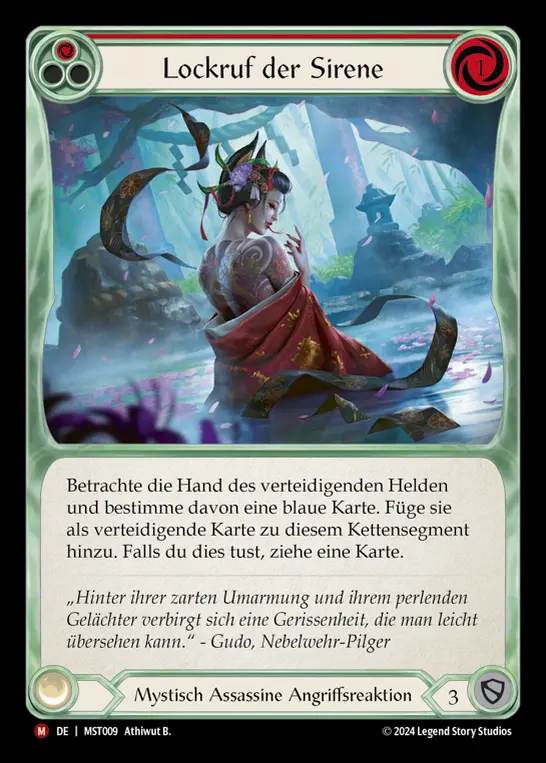 Lockruf der Sirene
1
Betrachte die Hand des verteidigenden Helden
und bestimme davon eine blaue Karte. Füge sie
als verteidigende Karte zu diesem Kettensegment
hinzu. Falls du dies tust, ziehe eine Karte.
„Hinter ihrer zarten Umarmung und ihrem perlenden
Gelächter verbirgt sich eine Gerissenheit, die man leicht
übersehen kann.“ - Gudo, Nebelwehr-Pilger
Mystisch Assassine Angriffsreaktion
3
M DE | MST009 Athiwut B.
© 2024 Legend Story Studios